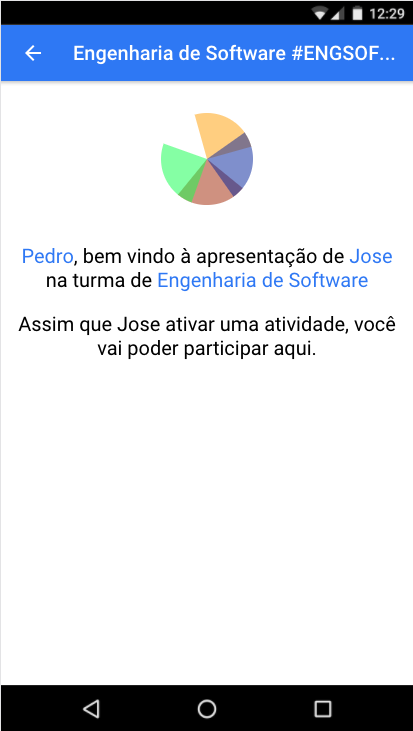 12:29
Engenharia de Software #ENGSOF...
Pedro, bem vindo à apresentação de Jose
na turma de Engenharia de Software
Assim que Jose ativar uma atividade, você
vai poder participar aqui.